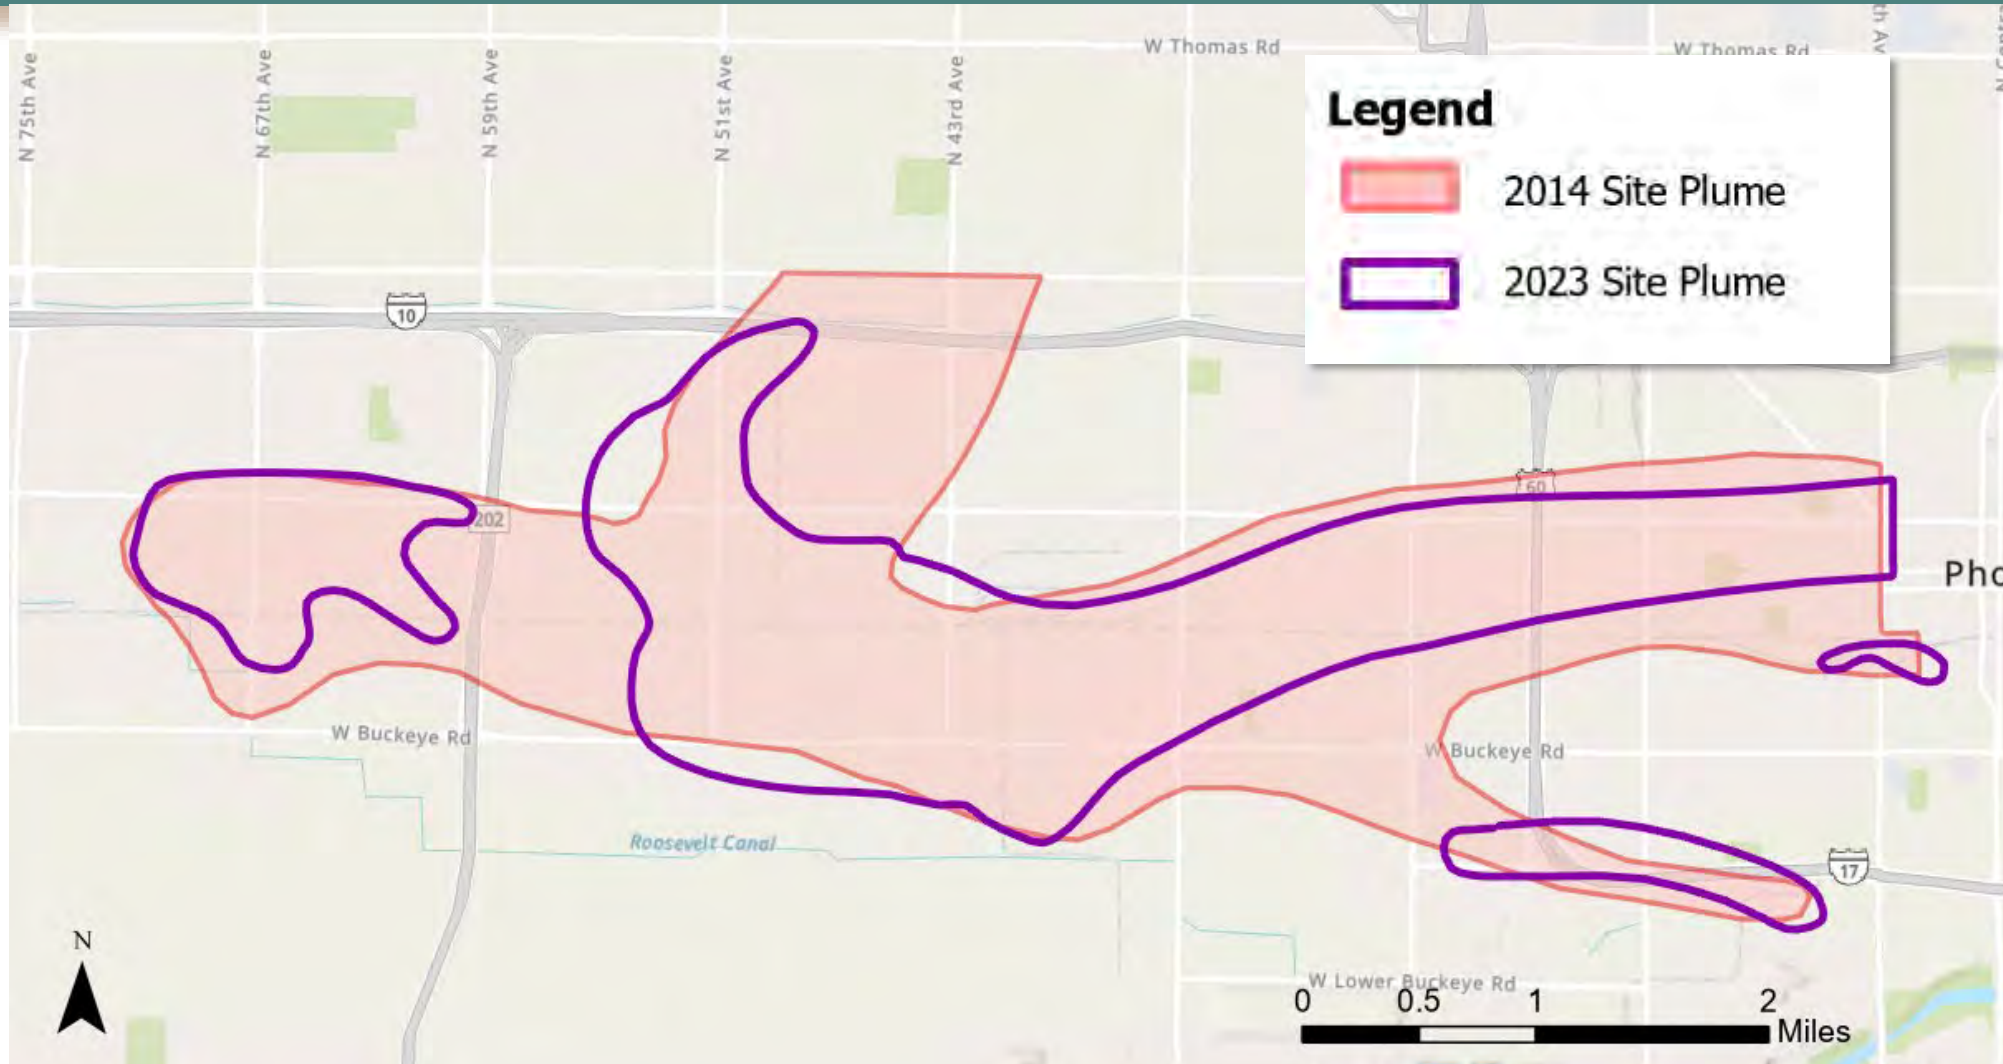 N 75th Ave
N 67th Ave
N 59th Ave
N 51st Ave
N 43rd Ave
W Thomas Rd
W Thomas Rd
th Av
Legend
2014 Site Plume
2023 Site Plume
10
202
60
Pho
W Buckeye Rd
W Buckeye Rd
Roosevelt Canal
17
N
W Lower Buckeye Rd
0 0.5 1 2
Miles